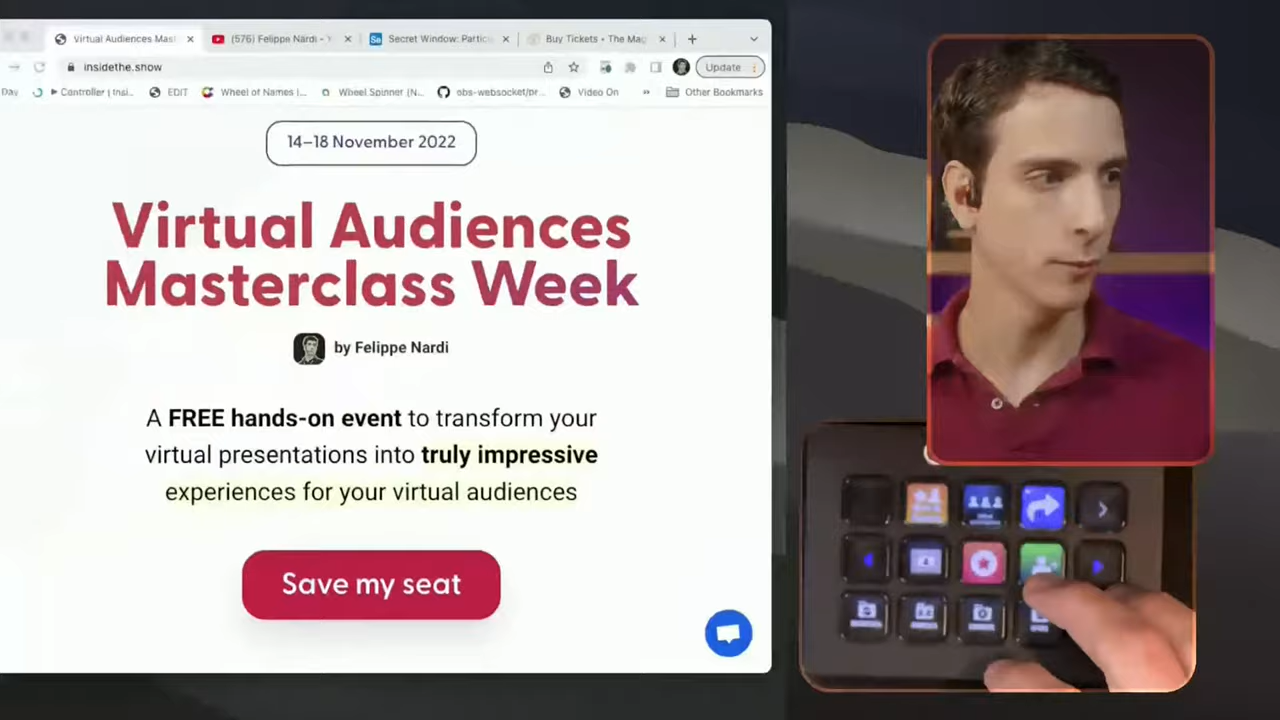 Virtual Audiences Mast
(576) Felippe Nardi - Y
Secret Window: Particip
Buy Tickets • The Mag
insidethe.show
Update
Day
Controller | Insi...
EDIT
Wheel of Names |...
Wheel Spinner (N...
obs-websocket/pr...
Video On
Other Bookmarks
14–18 November 2022
Virtual Audiences
Masterclass Week
by Felippe Nardi
A FREE hands-on event to transform your
virtual presentations into truly impressive
experiences for your virtual audiences
Save my seat